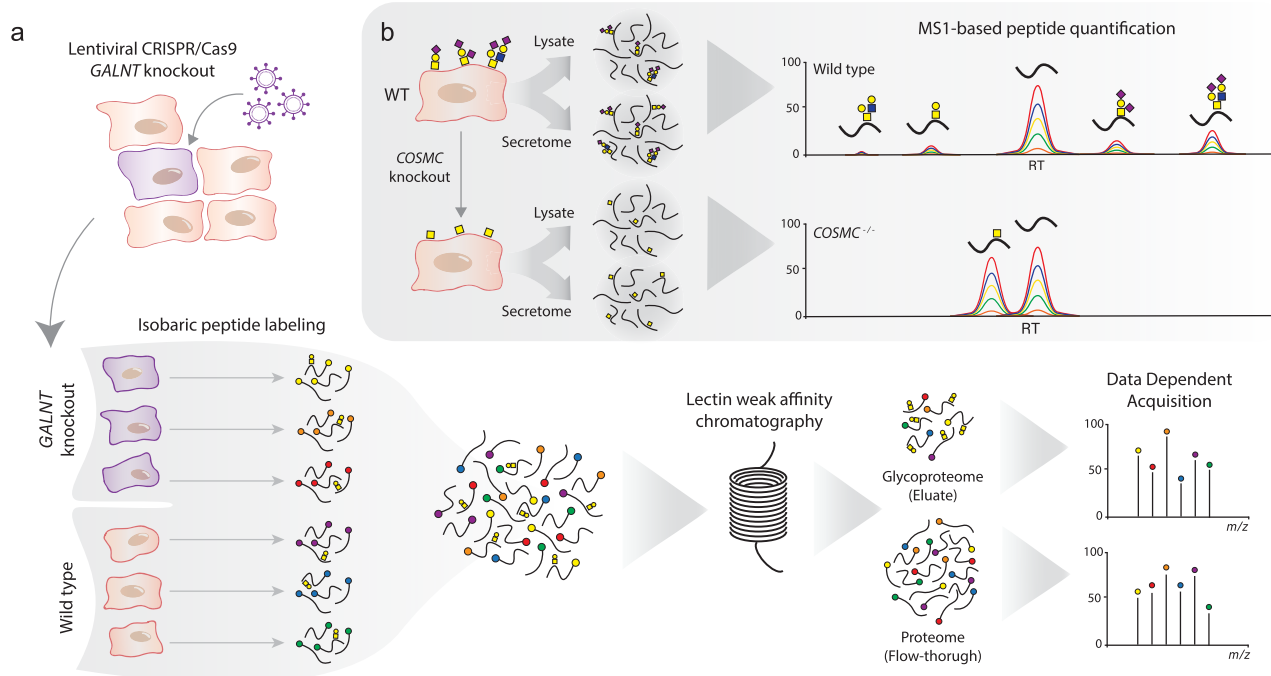 a
Lentiviral CRISPR/Cas9
GALNT knockout
b
WT
Lysate
Secretome
COSMC
knockout
Lysate
Secretome
MS1-based peptide quantification
100
50
0
Wild type
RT
100
50
0
COSMC -/-
RT
Isobaric peptide labeling
GALNT
knockout
Wild type
Lectin weak affinity
chromatography
Glycoproteome
(Eluate)
Proteome
(Flow-thorugh)
Data Dependent
Acquisition
100
50
0
m/z
100
50
0
m/z